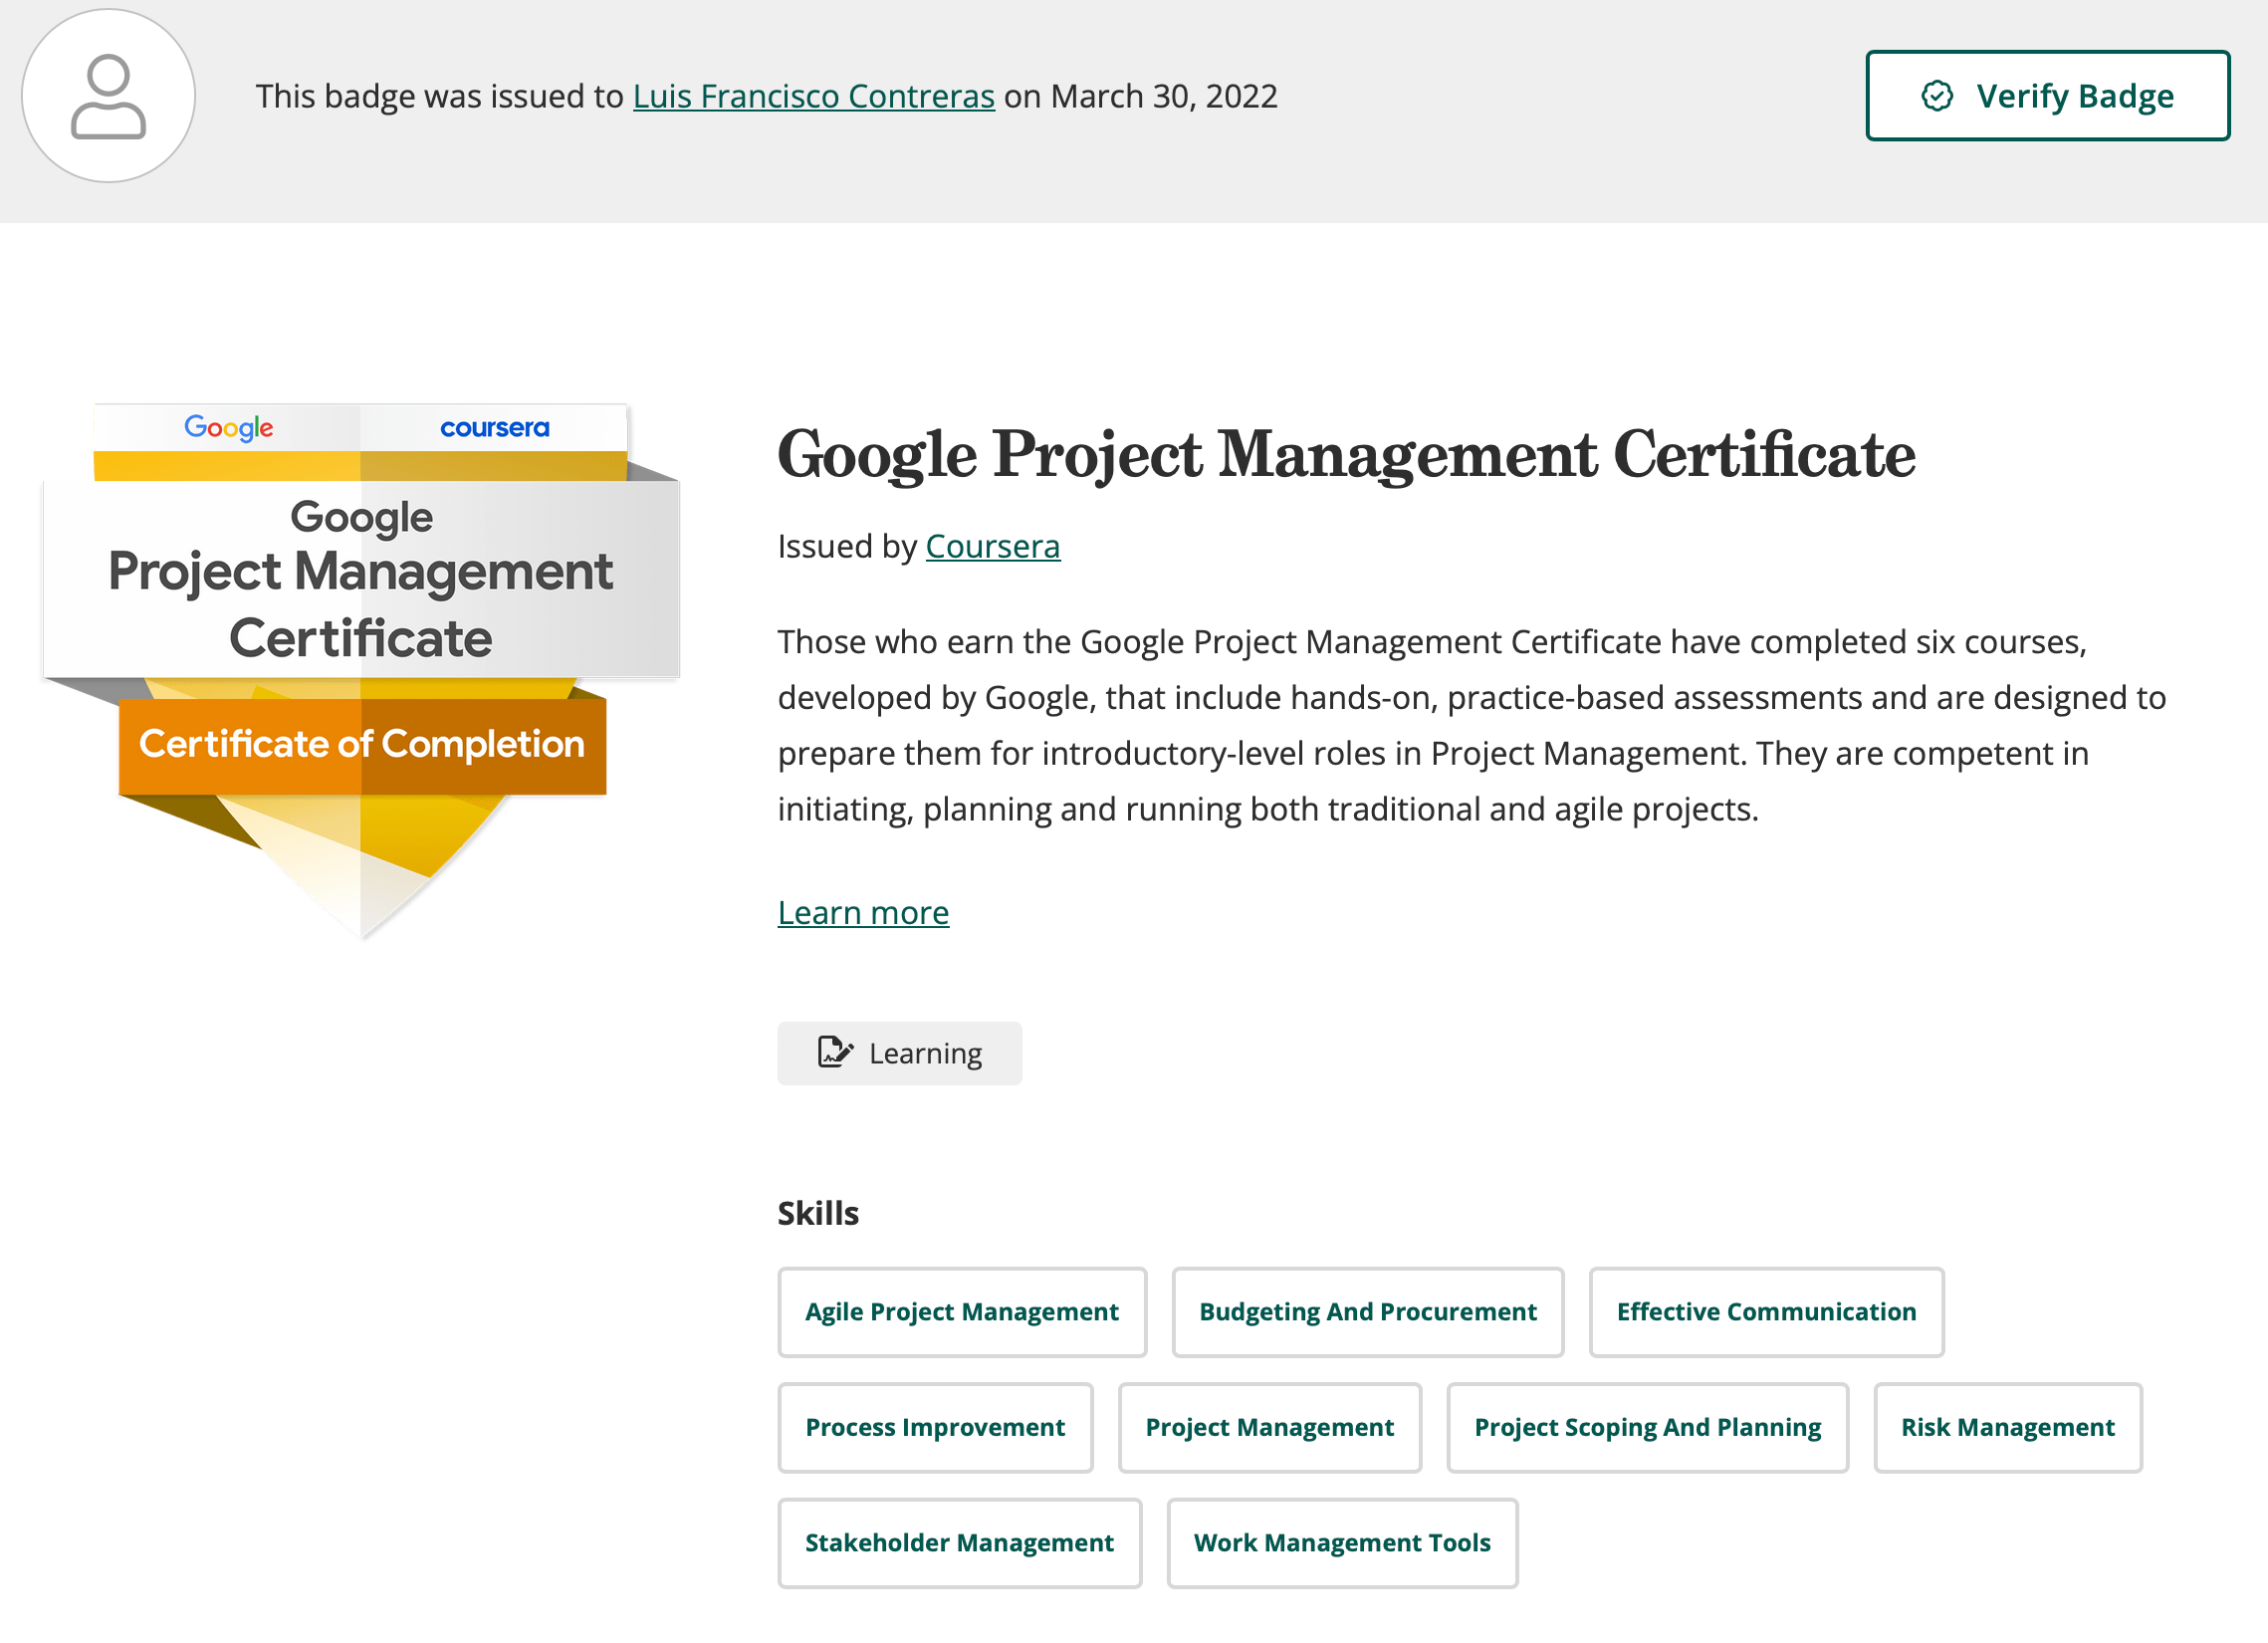 This badge was issued to Luis Francisco Contreras on March 30, 2022
Verify Badge
Google coursera
Google
Project Management
Certificate
Certificate of Completion
Google Project Management Certificate
Issued by Coursera
Those who earn the Google Project Management Certificate have completed six courses,
developed by Google, that include hands-on, practice-based assessments and are designed to
prepare them for introductory-level roles in Project Management. They are competent in
initiating, planning and running both traditional and agile projects.
Learn more
Learning
Skills
Agile Project Management Budgeting And Procurement Effective Communication
Process Improvement Project Management Project Scoping And Planning Risk Management
Stakeholder Management Work Management Tools